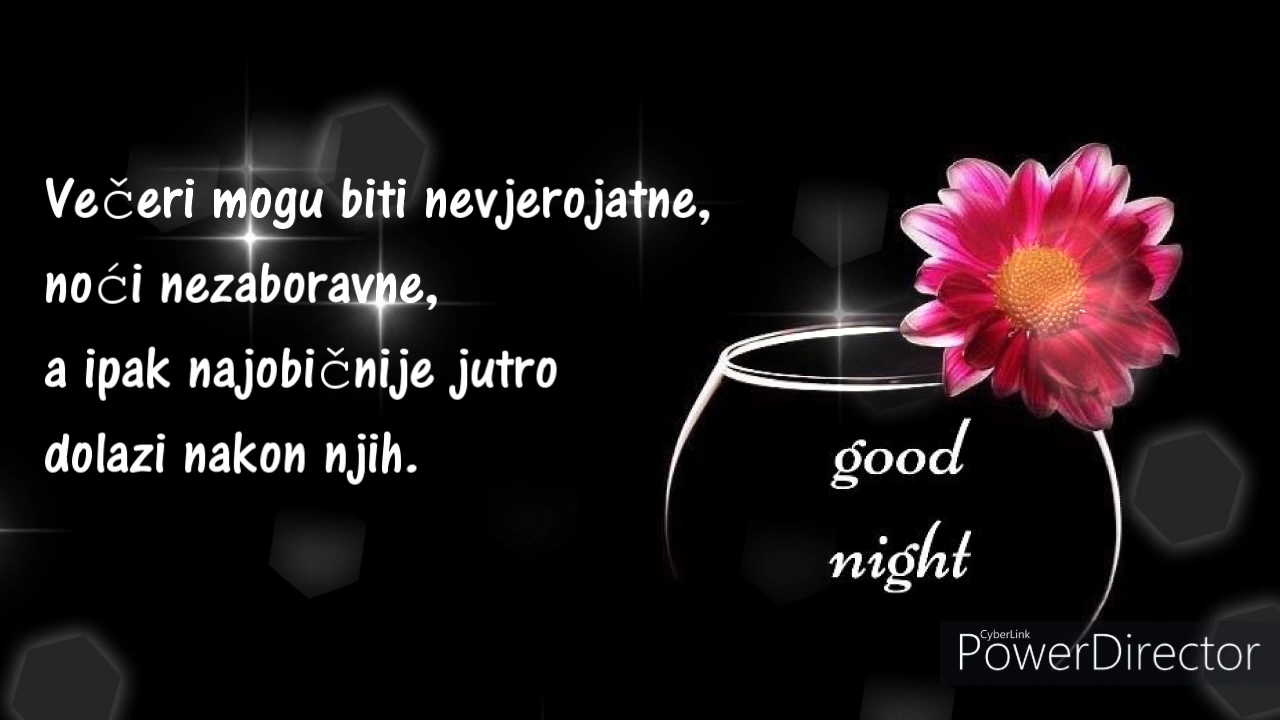 Večeri mogu biti nevjerojatne,
noći nezaboravne,
a ipak najobičnije jutro
dolazi nakon njih.
good
night
CyberLink
PowerDirector